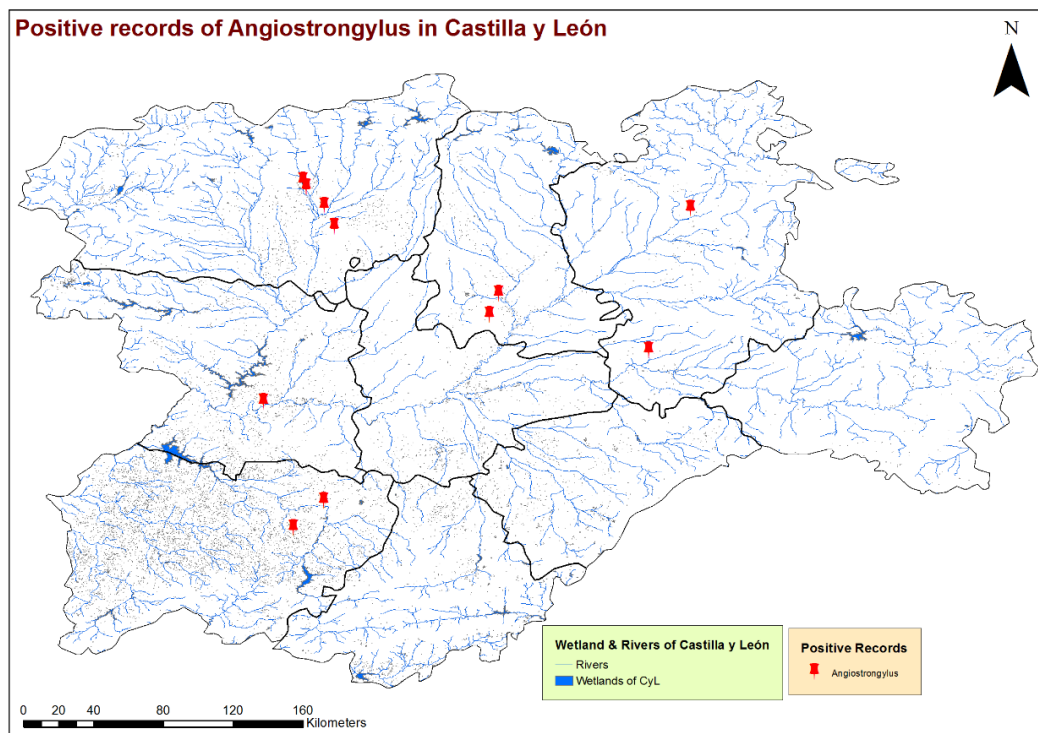 Positive records of Angiostrongylus in Castilla y León
N
Wetland & Rivers of Castilla y León
Rivers
Wetlands of CyL
Positive Records
Angiostrongylus
0 20 40 80 120 160
Kilometers